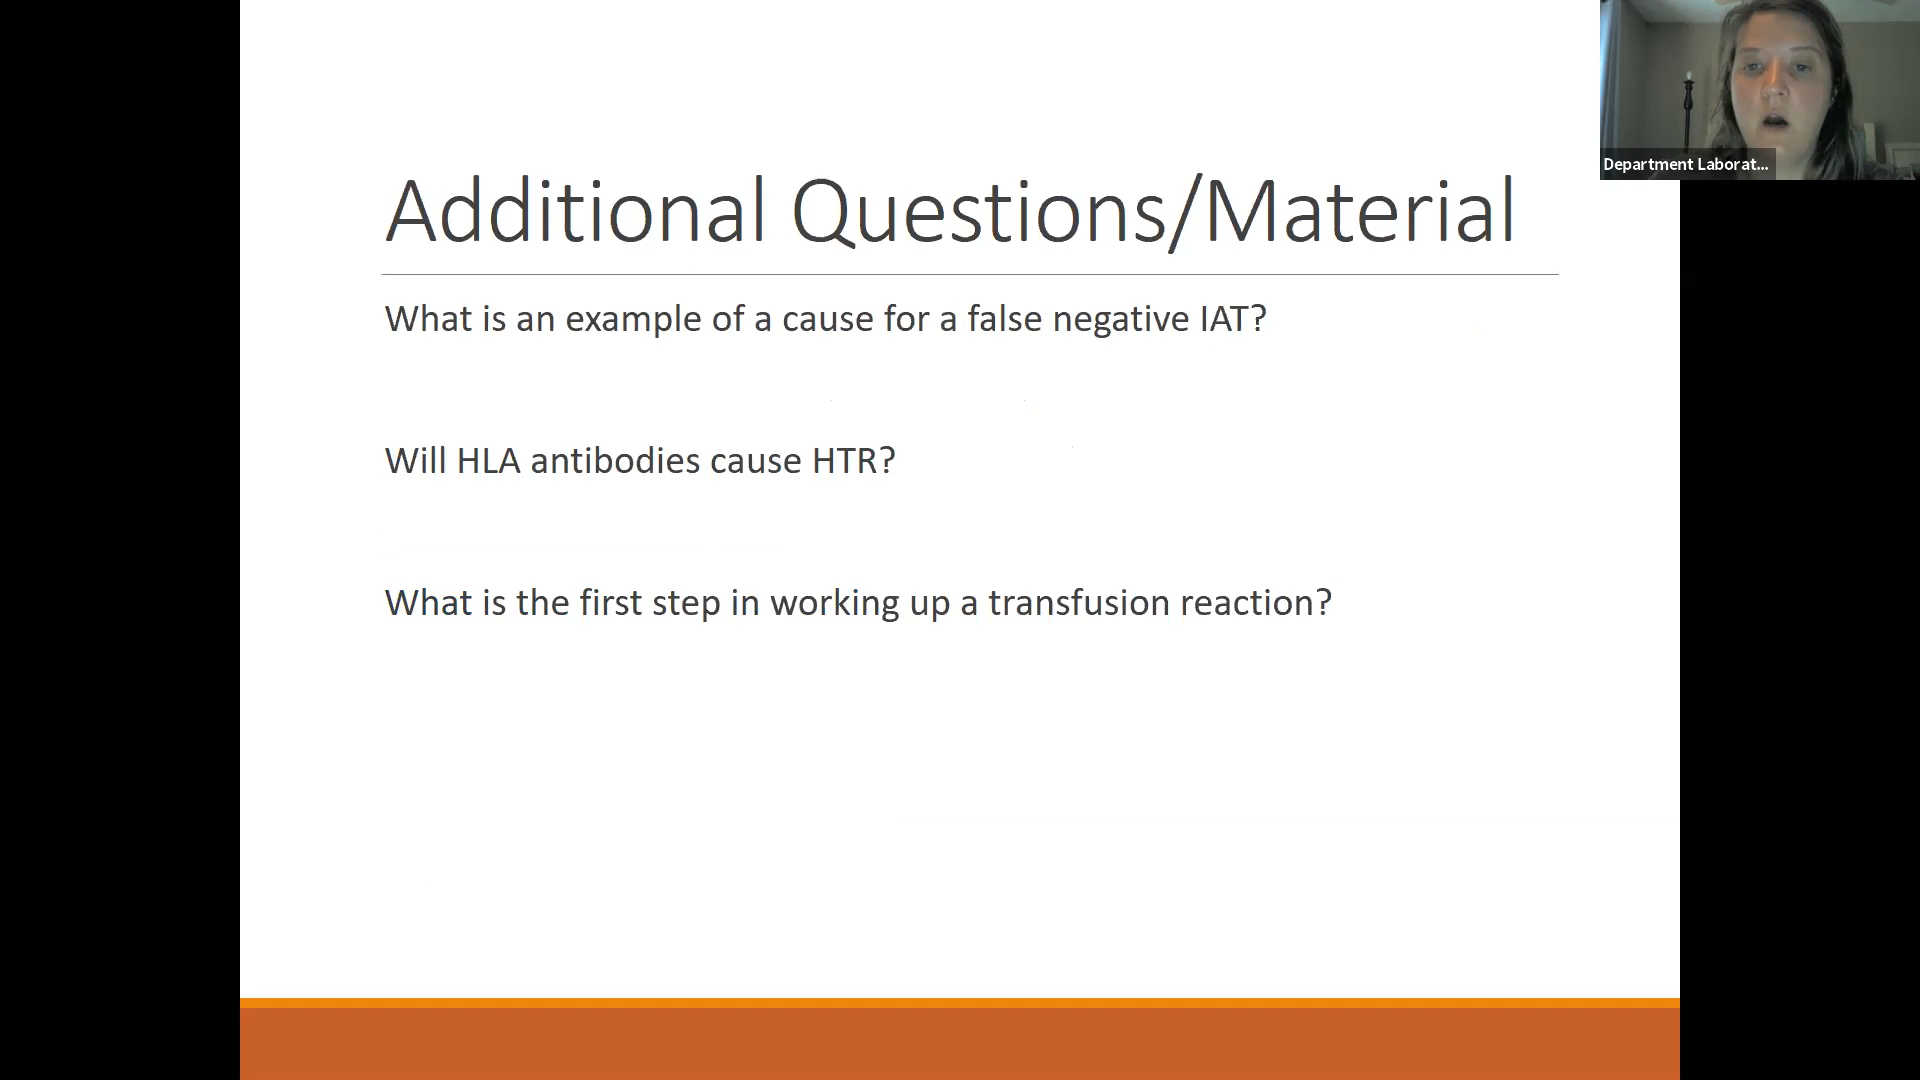 Department Laborat...
Additional Questions/Material
What is an example of a cause for a false negative IAT?
Will HLA antibodies cause HTR?
What is the first step in working up a transfusion reaction?